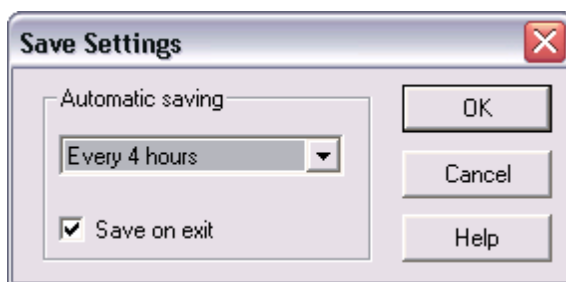 Save Settings
Automatic saving
OK
Every 4 hours
Cancel
Save on exit
Help